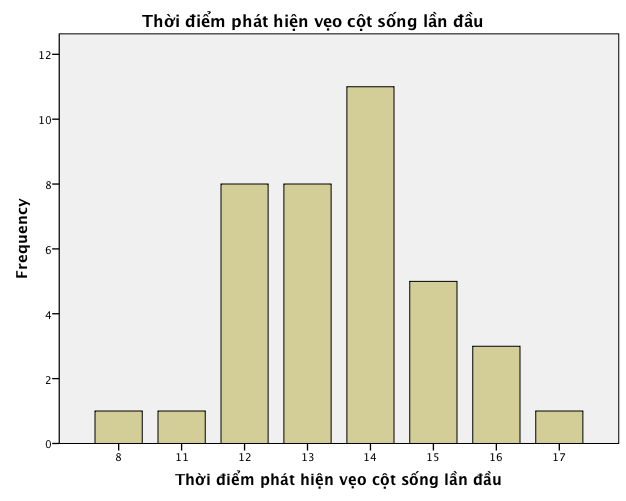 Thời điểm phát hiện vẹo cột sống lần đầu
12
10
8
6
4
2
0
Frequency
8 11 12 13 14 15 16 17
Thời điểm phát hiện vẹo cột sống lần đầu